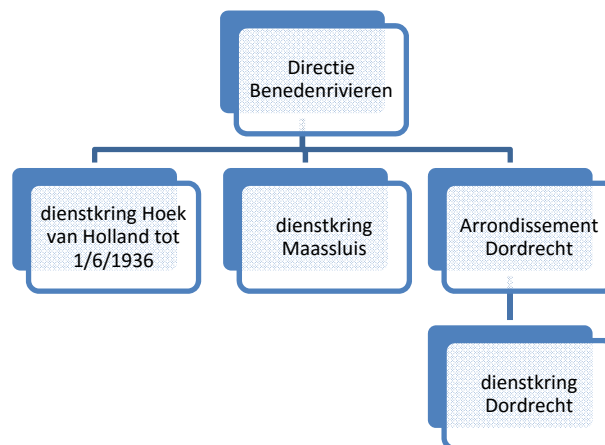 Directie
Benedenrivieren
dienstkring Hoek
van Holland tot
1/6/1936
dienstkring
Maassluis
Arrondissement
Dordrecht
dienstkring
Dordrecht